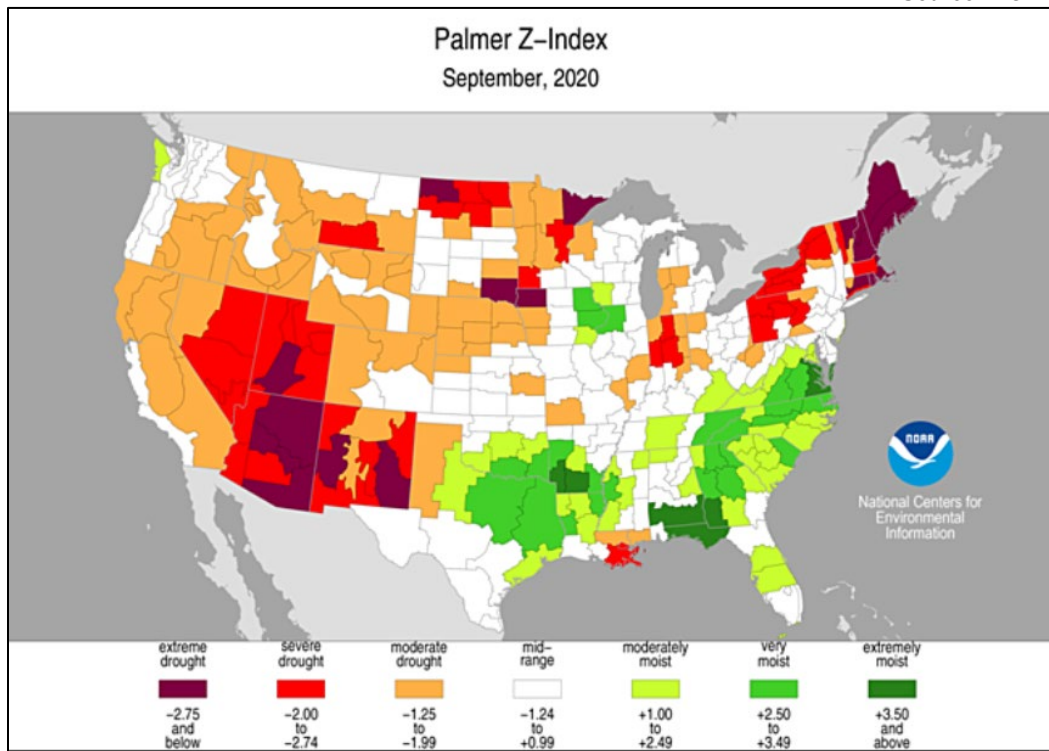 Palmer Z-Index
September, 2020
NOAA
National Centers for
Environmental
Information
extreme drought
severe drought
moderate drought
mid-range
moderately moist
very moist
extremely moist
-2.75 and below
-2.00 to -2.74
-1.25 to -1.99
-1.24 to +0.99
+1.00 to +2.49
+2.50 to +3.49
+3.50 and above